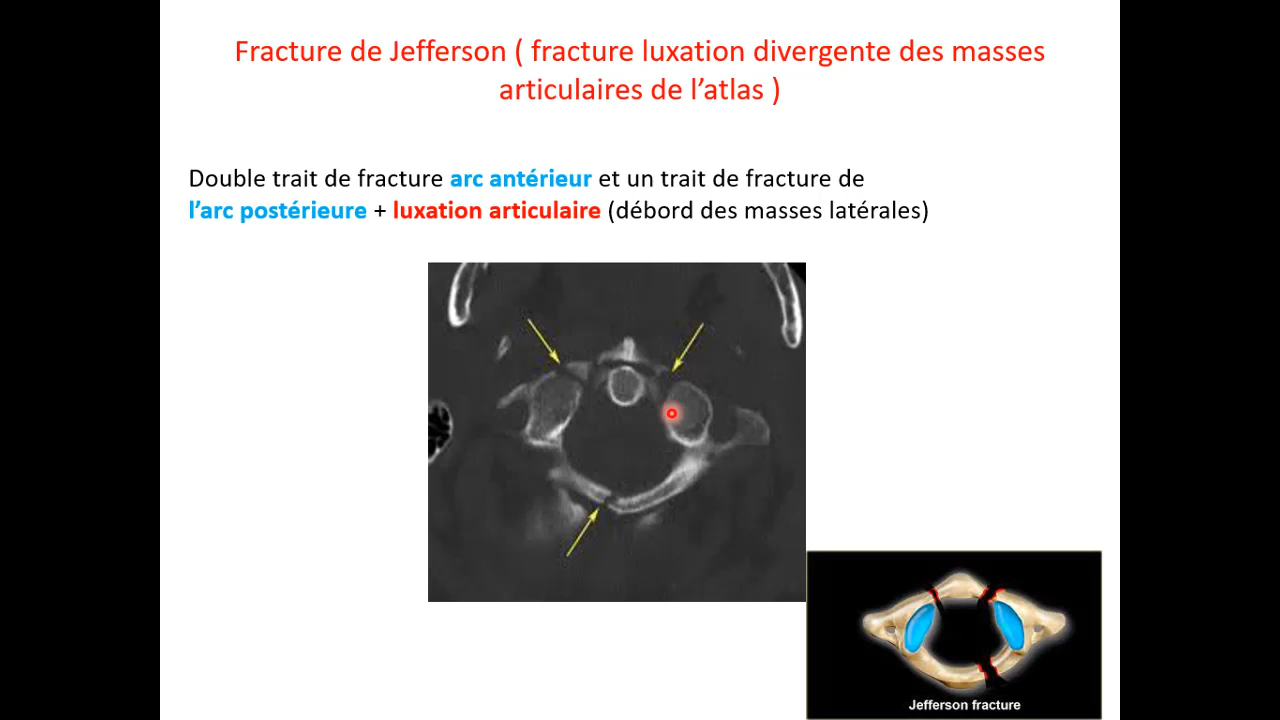 Fracture de Jefferson ( fracture luxation divergente des masses
articulaires de l’atlas )
Double trait de fracture arc antérieur et un trait de fracture de
l’arc postérieure + luxation articulaire (débord des masses latérales)
Jefferson fracture